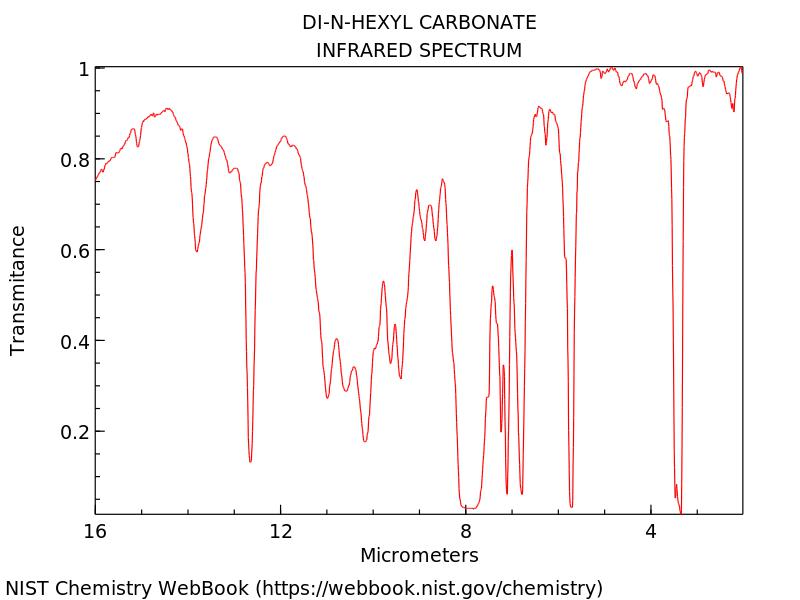 DI-N-HEXYL CARBONATE
INFRARED SPECTRUM
1
0.8
0.6
0.4
0.2
Transmitance
16 12 8 4
Micrometers
NIST Chemistry WebBook (https://webbook.nist.gov/chemistry)